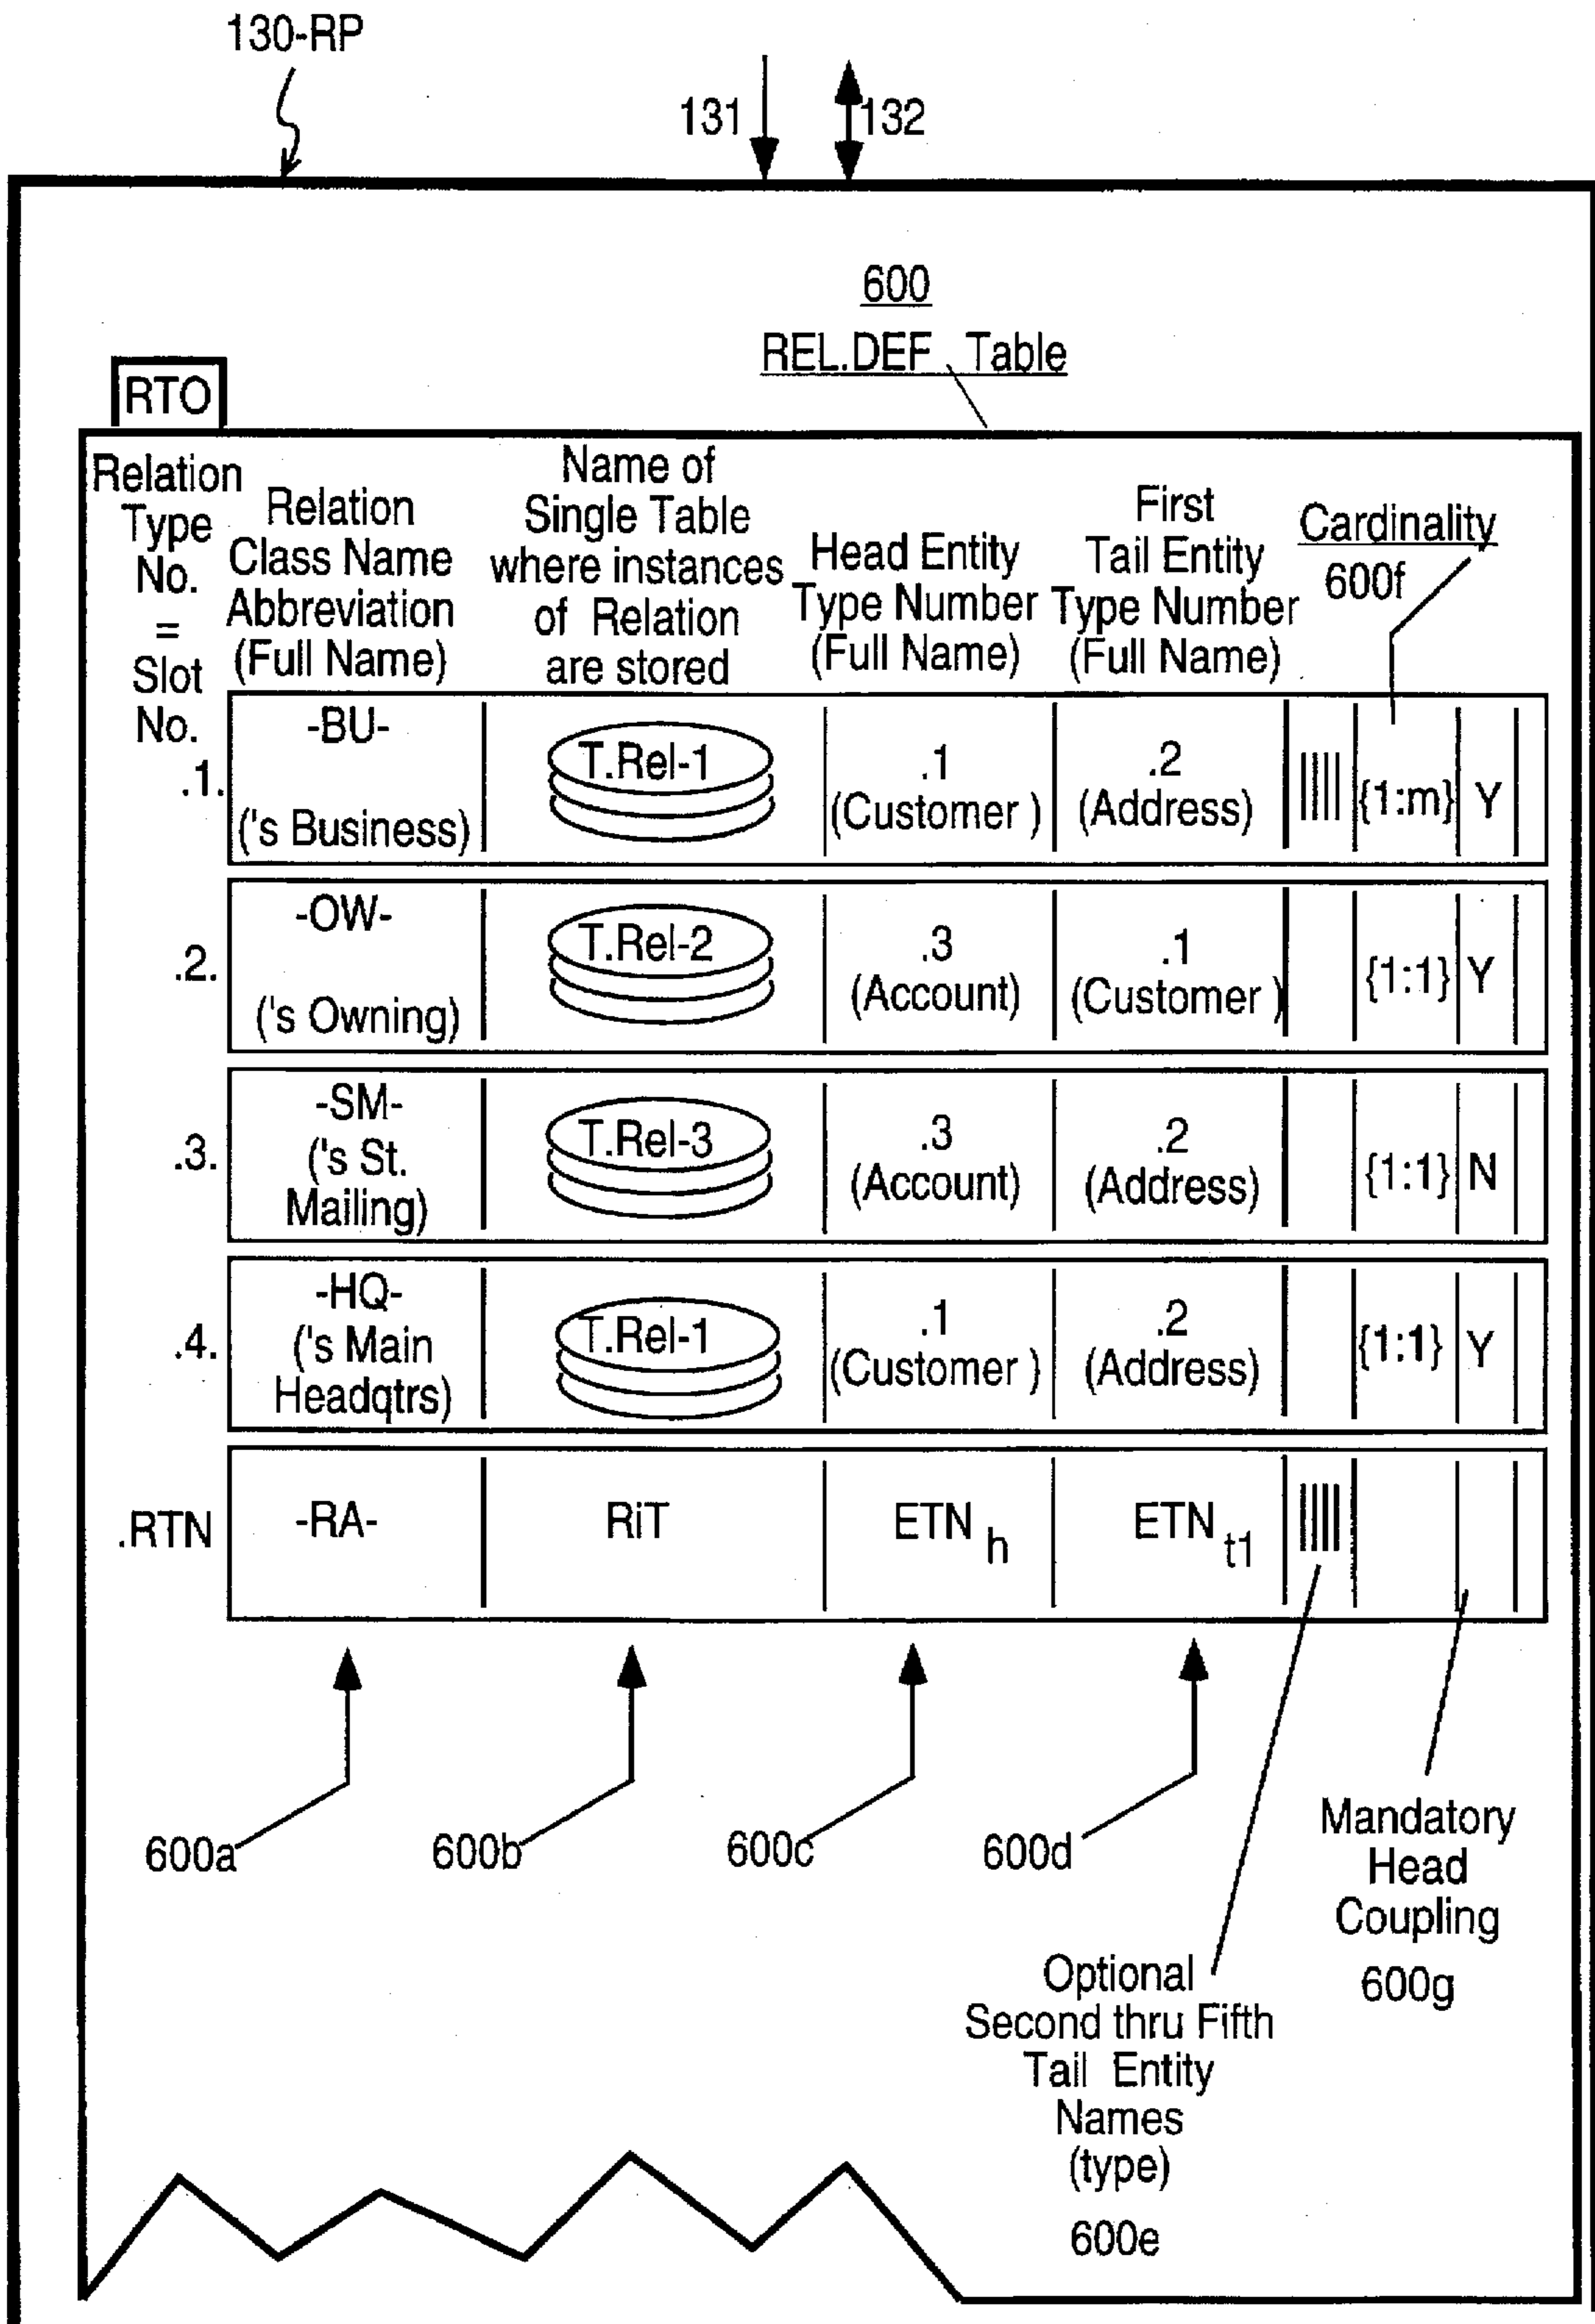 130-RP
131
132
600
REL.DEF Table
RTO
Relation
Type
No.
=
Slot
No.
Relation
Class Name
Abbreviation
(Full Name)
Name of
Single Table
where instances
of Relation
are stored
Head Entity
Type Number
(Full Name)
First
Tail Entity
Type Number
(Full Name)
Cardinality
600f
.1.
-BU-
('s Business)
T.Rel-1
.1
(Customer )
.2
(Address)
{1:m}
Y
.2.
-OW-
('s Owning)
T.Rel-2
.3
(Account)
.1
(Customer )
{1:1}
Y
.3.
-SM-
('s St.
Mailing)
T.Rel-3
.3
(Account)
.2
(Address)
{1:1}
N
.4.
-HQ-
('s Main
Headqtrs)
T.Rel-1
.1
(Customer )
.2
(Address)
{1:1}
Y
.RTN
-RA-
RiT
ETN h
ETN t1
600a
600b
600c
600d
Mandatory
Head
Coupling
600g
Optional
Second thru Fifth
Tail Entity
Names
(type)
600e